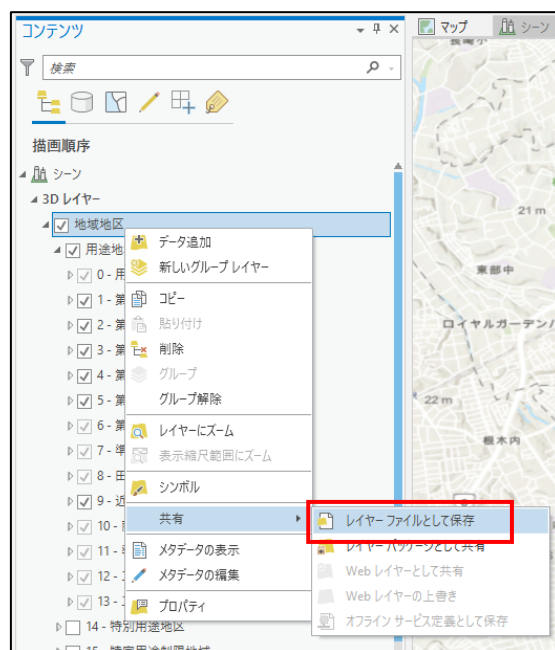 コンテンツ
検索
描画順序
シーン
3D レイヤー
地域地区
用途地
0 - 用
1 - 第
2 - 第
3 - 第
4 - 第
5 - 第
6 - 第
7 - 準
8 - 田
9 - 近
10 -
11 -
12 -
13 -
14 - 特別用途地区
15 - 特定用途制限地域
データ追加
新しいグループ レイヤー
コピー
貼り付け
削除
グループ
グループ解除
レイヤーにズーム
表示縮尺範囲にズーム
シンボル
共有
メタデータの表示
メタデータの編集
プロパティ
レイヤー ファイルとして保存
レイヤー パッケージとして共有
Web レイヤーとして共有
Web レイヤーの上書き
オフライン サービス定義として保存
マップ
シーン
21 m
東部中
ロイヤルガーデン
22 m
根木内